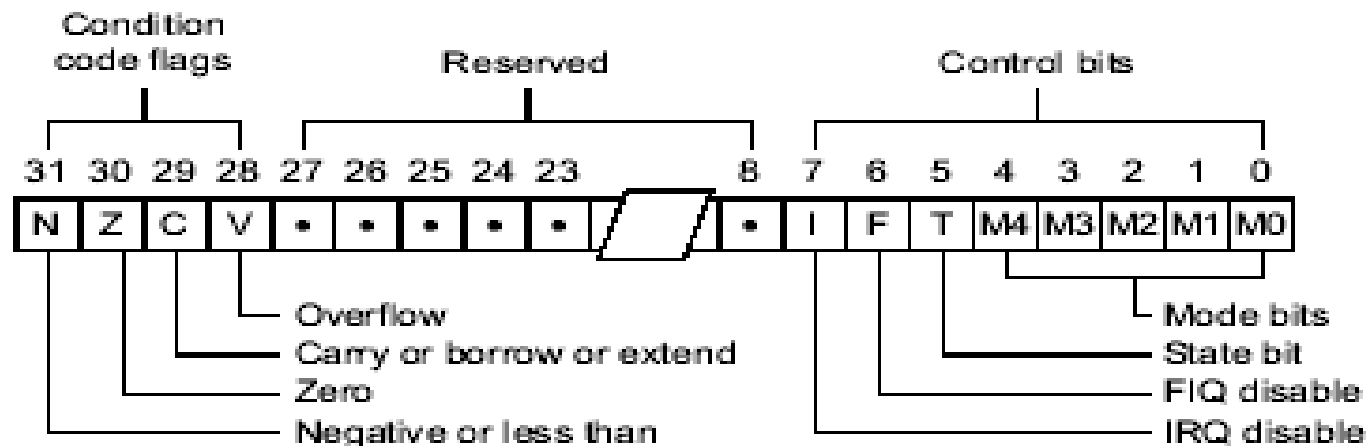 Condition
code flags
Reserved
Control bits
31 30 29 28 27 26 25 24 23 8 7 6 5 4 3 2 1 0
N Z C V • • • • • • I F T M4 M3 M2 M1 M0
Overflow
Carry or borrow or extend
Zero
Negative or less than
Mode bits
State bit
FIQ disable
IRQ disable